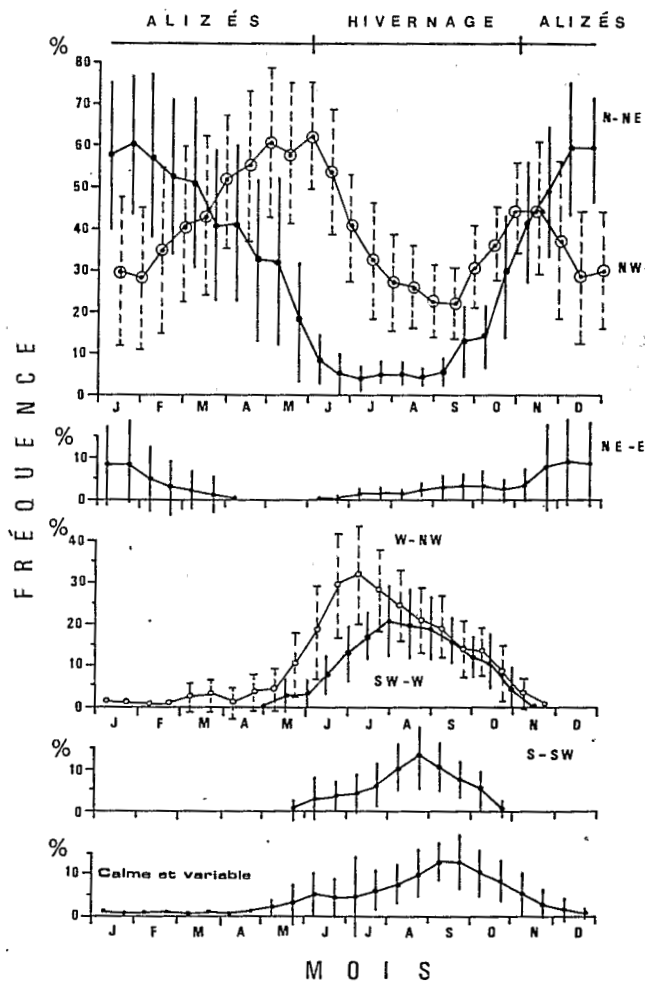 ALIZÉS HIVERNAGE ALIZÉS
%
80
70
60
50
40
30
20
10
0
N-NE
NW-
J F M A M J J A S O N D
%
10
0
NE-E
%
40
30
20
10
0
W-NW
SW-W
J F M A M J J A S O N D
%
10
0
S-SW
%
10
0
Calme et variable
J F M A M J J A S O N D
FRÉQUENCE
MOIS